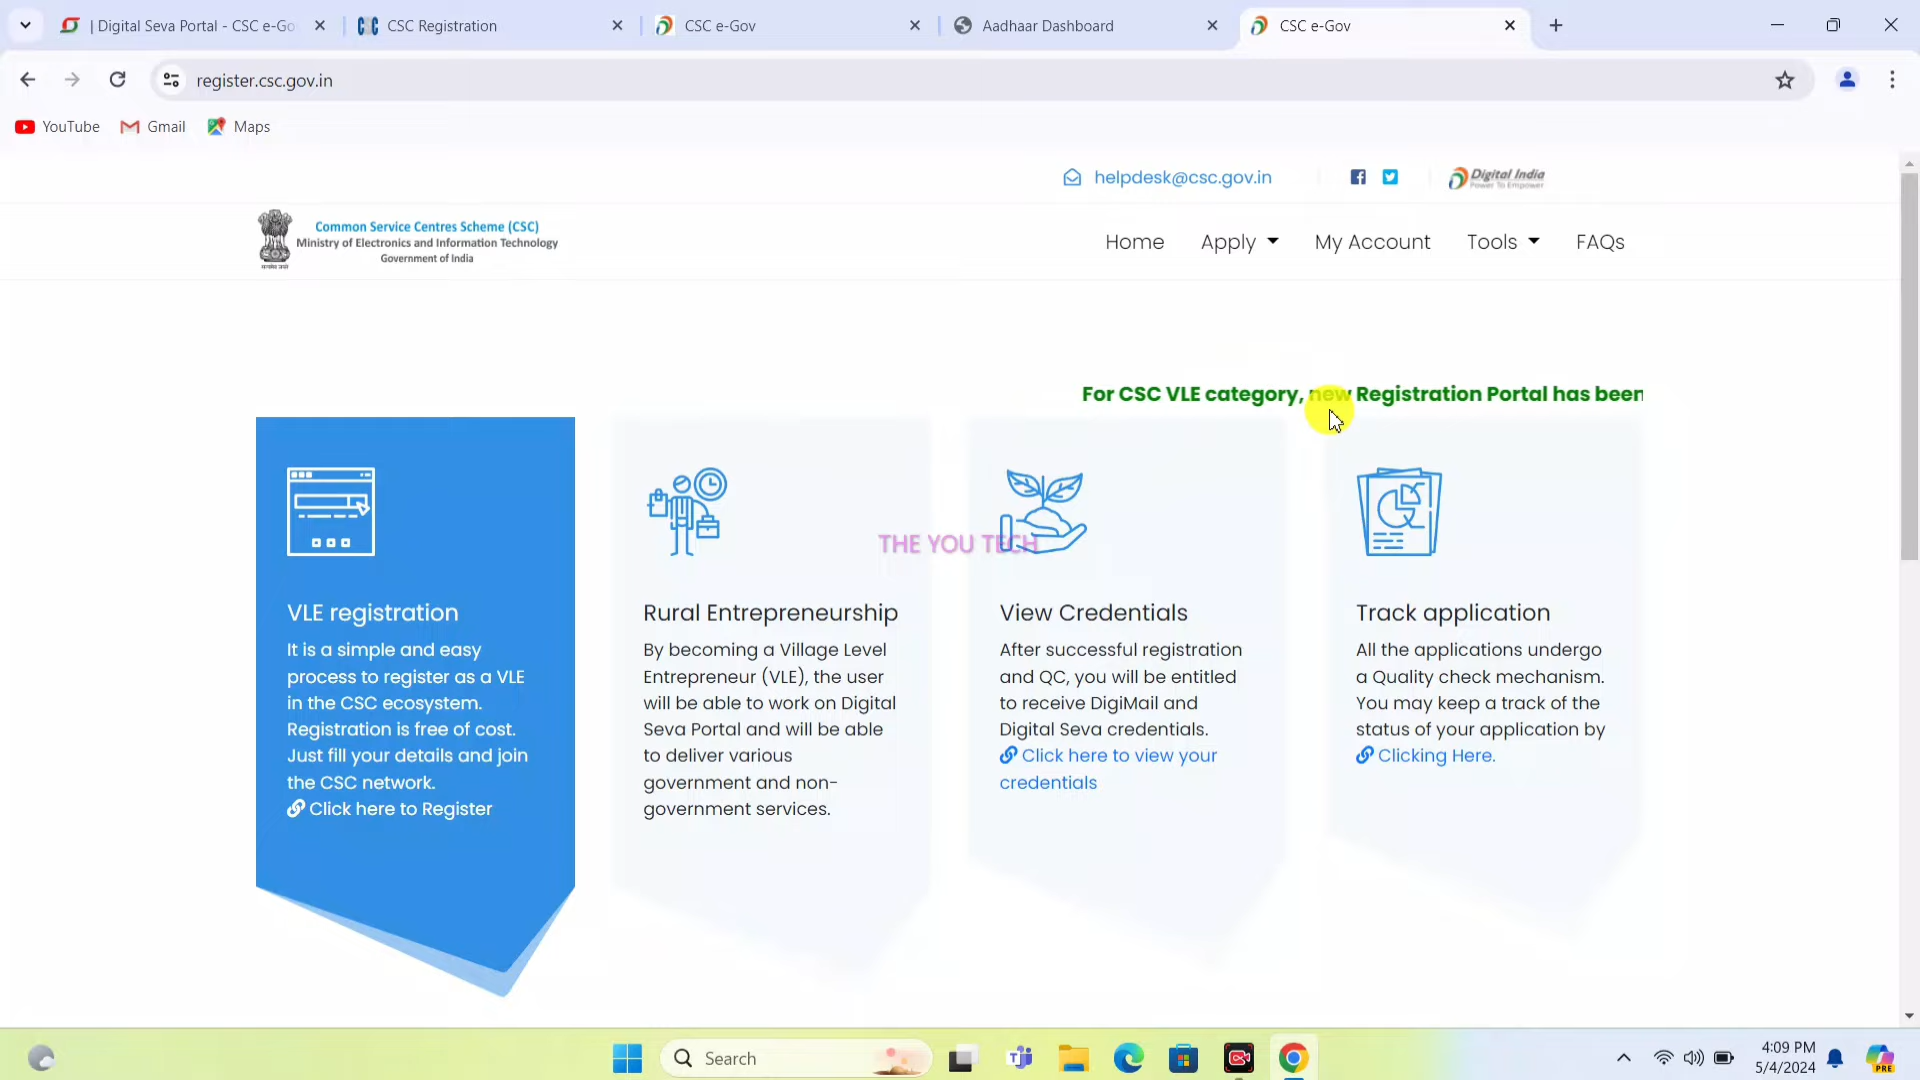 | Digital Seva Portal - CSC e-Go
CSC Registration
CSC e-Gov
Aadhaar Dashboard
CSC e-Gov
register.csc.gov.in
YouTube
Gmail
Maps
helpdesk@csc.gov.in
Digital India
Power To Empower
Common Service Centres Scheme (CSC)
Ministry of Electronics and Information Technology
Government of India
Home
Apply
My Account
Tools
FAQs
For CSC VLE category, new Registration Portal has been
VLE registration
It is a simple and easy
process to register as a VLE
in the CSC ecosystem.
Registration is free of cost.
Just fill your details and join
the CSC network.
Click here to Register
Rural Entrepreneurship
By becoming a Village Level
Entrepreneur (VLE), the user
will be able to work on Digital
Seva Portal and will be able
to deliver various
government and non-
government services.
THE YOU TECH
View Credentials
After successful registration
and QC, you will be entitled
to receive DigiMail and
Digital Seva credentials.
Click here to view your
credentials
Track application
All the applications undergo
a Quality check mechanism.
You may keep a track of the
status of your application by
Clicking Here.
Search
4:09 PM
5/4/2024
PRE